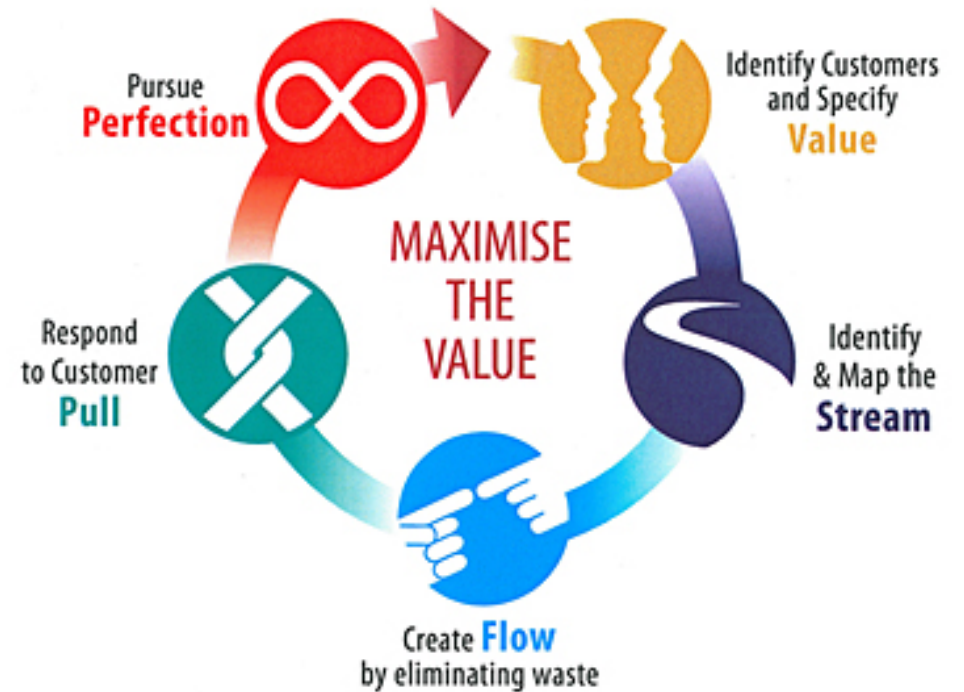 Pursue
Perfection
Identify Customers
and Specify
Value
MAXIMISE
THE
VALUE
Respond
to Customer
Pull
Identify
& Map the
Stream
Create Flow
by eliminating waste